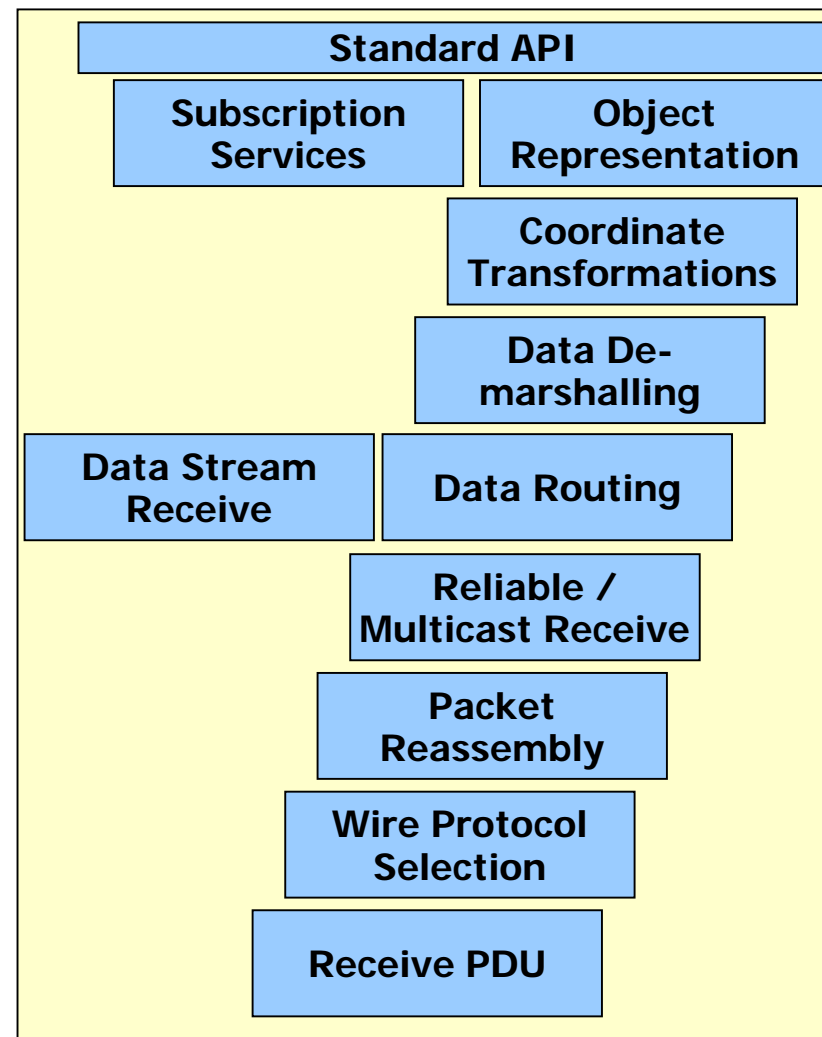 Standard API
Subscription
Services
Object
Representation
Coordinate
Transformations
Data De-
marshalling
Data Stream
Receive
Data Routing
Reliable /
Multicast Receive
Packet
Reassembly
Wire Protocol
Selection
Receive PDU